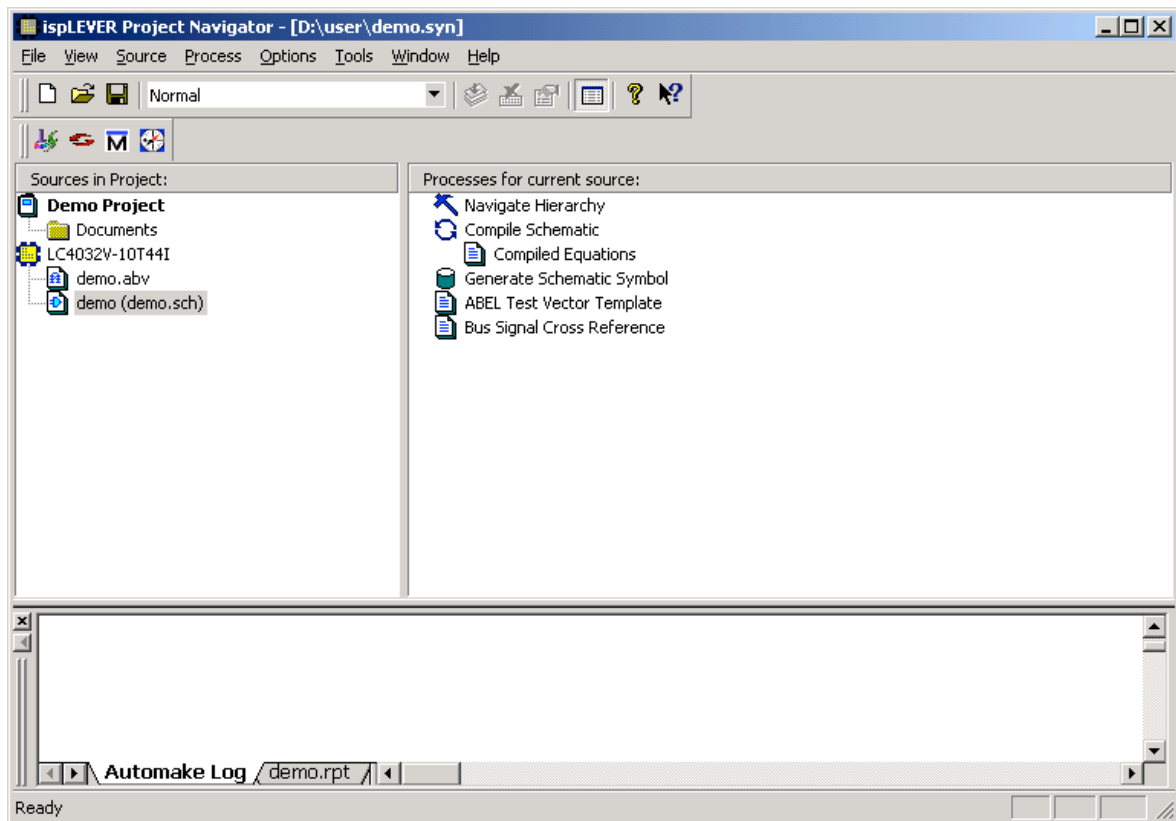 ispLEVER Project Navigator - [D:\user\demo.syn]
File View Source Process Options Tools Window Help
Normal
Sources in Project:
Demo Project
Documents
LC4032V-10T44I
demo.abv
demo (demo.sch)
Processes for current source:
Navigate Hierarchy
Compile Schematic
Compiled Equations
Generate Schematic Symbol
ABEL Test Vector Template
Bus Signal Cross Reference
Automake Log demo.rpt
Ready